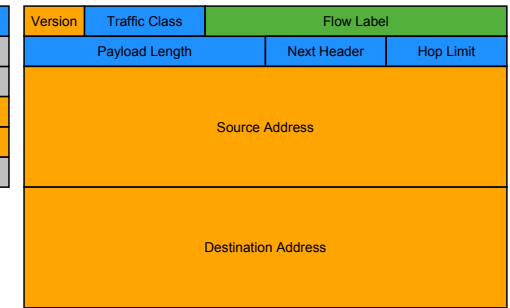 Version Traffic Class Flow Label
Payload Length Next Header Hop Limit
Source Address
Destination Address